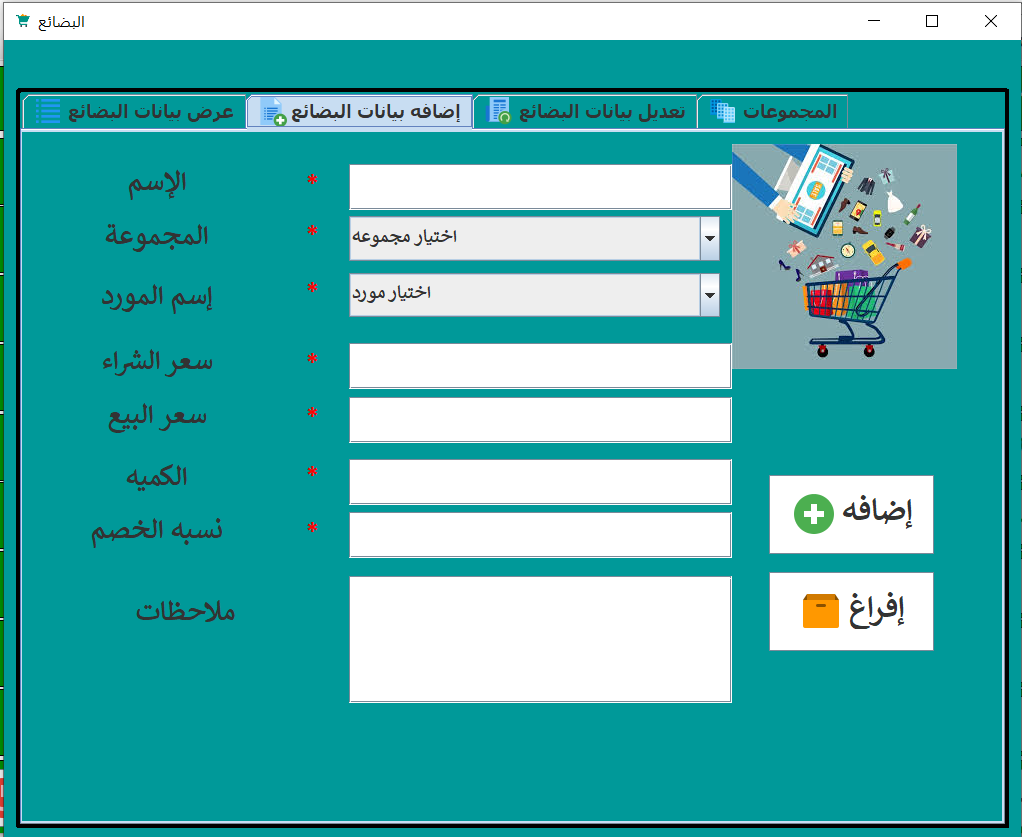 البضائع
عرض بيانات البضائع
إضافه بيانات البضائع
تعديل بيانات البضائع
المجموعات
الإسم *
المجموعة * اختيار مجموعه
إسم المورد * اختيار مورد
سعر الشراء *
سعر البيع *
الكميه *
نسبه الخصم *
ملاحظات
إضافه
إفراغ